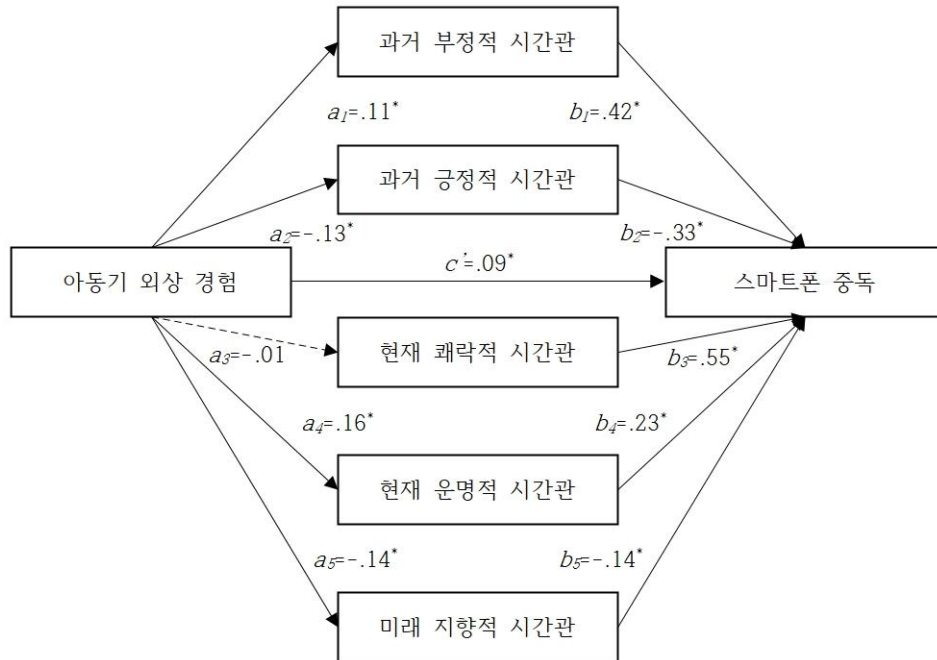 과거 부정적 시간관
a1=.11*
b1=.42*
과거 긍정적 시간관
a2=-.13*
b2=-.33*
c'=.09*
아동기 외상 경험
스마트폰 중독
a3=-.01
현재 쾌락적 시간관
b3=.55*
a4=.16*
b4=.23*
현재 운명적 시간관
a5=-.14*
b5=-.14*
미래 지향적 시간관